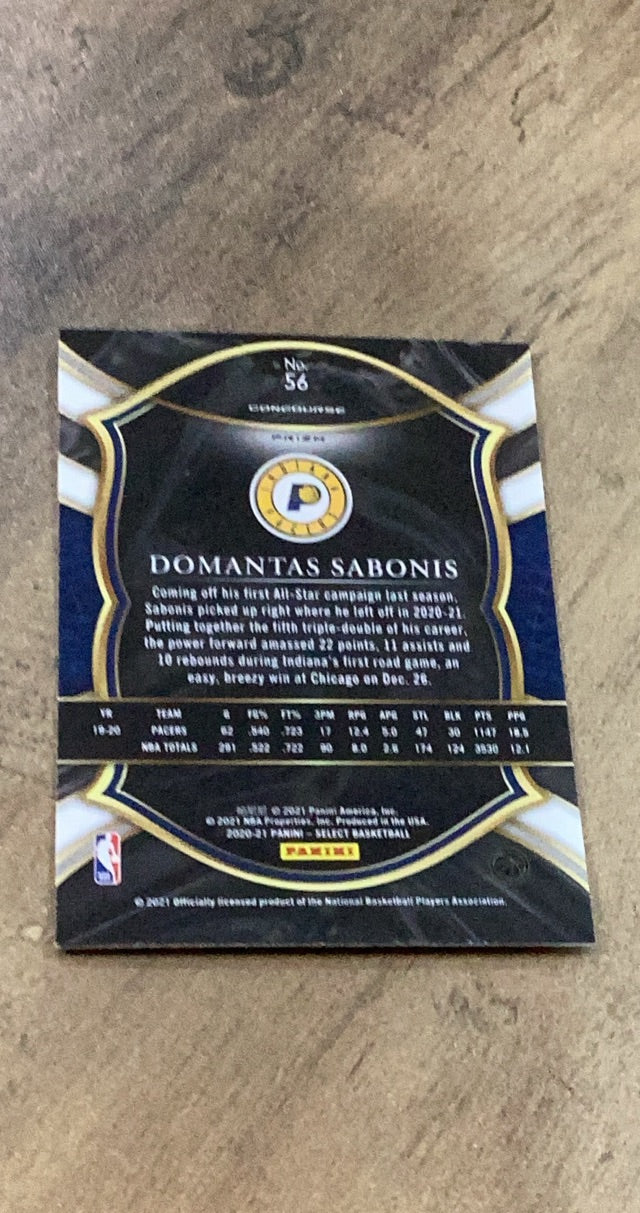 No.
56
CONCOURSE
PRIZM
INDIANA
PACERS
DOMANTAS SABONIS
Coming off his first All-Star campaign last season,
Sabonis picked up right where he left off in 2020-21.
Putting together the fifth triple-double of his career,
the power forward amassed 22 points, 11 assists and
10 rebounds during Indiana's first road game, an
easy, breezy win at Chicago on Dec. 26.
YR TEAM G FG% FT% 3PM RPG APG STL BLK PTS PPG
19-20 PACERS 62 .540 .723 17 12.4 5.0 47 30 1147 18.5
NBA TOTALS 291 .522 .722 90 8.0 2.8 174 124 3530 12.1
© 2021 Panini America, Inc.
© 2021 NBA Properties, Inc. Produced in the USA.
2020-21 PANINI – SELECT BASKETBALL
PANINI
© 2021 Officially licensed product of the National Basketball Players Association.